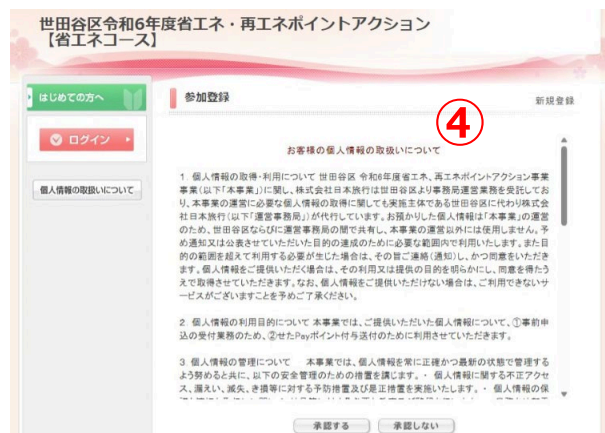 世田谷区令和6年度省エネ・再エネポイントアクション
【省エネコース】
はじめての方へ
ログイン
個人情報の取扱いについて
参加登録
新規登録
④
お客様の個人情報の取扱いについて
1. 個人情報の取得・利用について 世田谷区 令和6年度省エネ、再エネポイントアクション事業
事業（以下「本事業」）に関し、株式会社日本旅行は世田谷区より事務局運営業務を受託してお
り、本事業の運営に必要な個人情報の取得に関しても実施主体である世田谷区に代わり株式会
社日本旅行（以下「運営事務局」）が代行しています。お預かりした個人情報は「本事業」の運営
のため、世田谷区ならびに運営事務局の間で共有し、本事業の運営以外には使用しません。予
め通知又は公表させていただいた目的の達成のために必要な範囲内で利用いたします。また目
的の範囲を超えて利用する必要が生じた場合は、その旨ご連絡（通知）し、かつ同意をいただき
ます。個人情報をご提供いただく場合は、その利用又は提供の目的を明らかにし、同意を得たう
えで取得させていただきます。なお、個人情報をご提供いただけない場合は、ご利用できないサ
ービスがございますことを予めご了承ください。
2. 個人情報の利用目的について 本事業では、ご提供いただいた個人情報について、①事前申
込の受付業務のため、②せたPayポイント付与送付のために利用させていただきます。
3. 個人情報の管理について 本事業では、個人情報を常に正確かつ最新の状態で管理する
よう努めると共に、以下の安全管理のための措置を講じます。・ 個人情報に関する不正アクセ
ス、漏えい、滅失、き損等に対する予防措置及び是正措置を実施いたします。・ 個人情報の保
承認する
承認しない